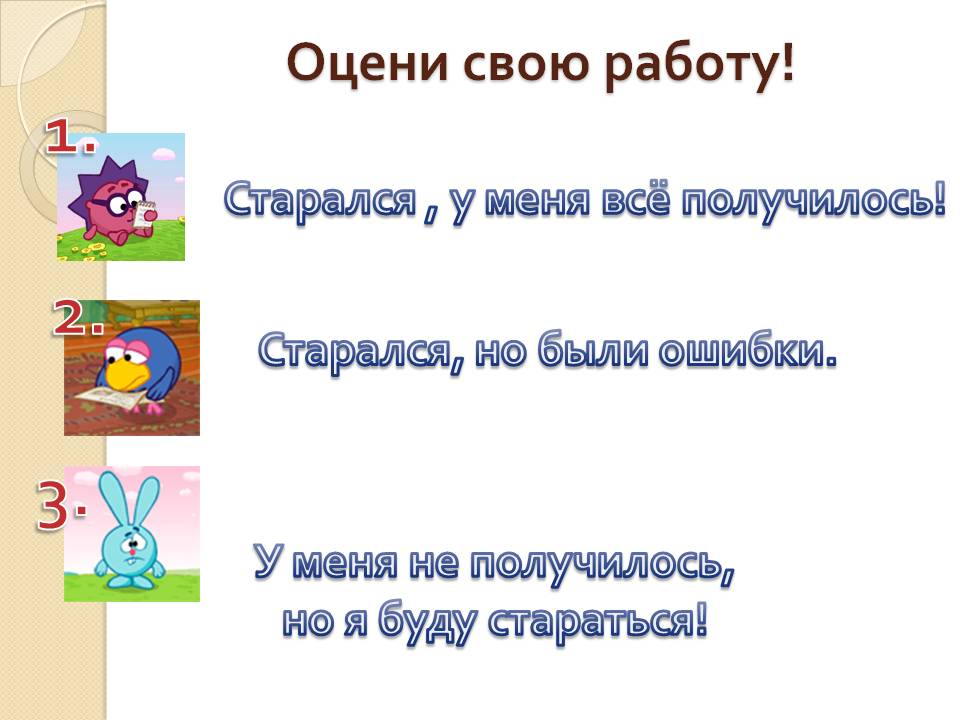 Оцени свою работу!
1.
Старался , у меня всё получилось!
2.
Старался, но были ошибки.
3.
У меня не получилось,
но я буду стараться!